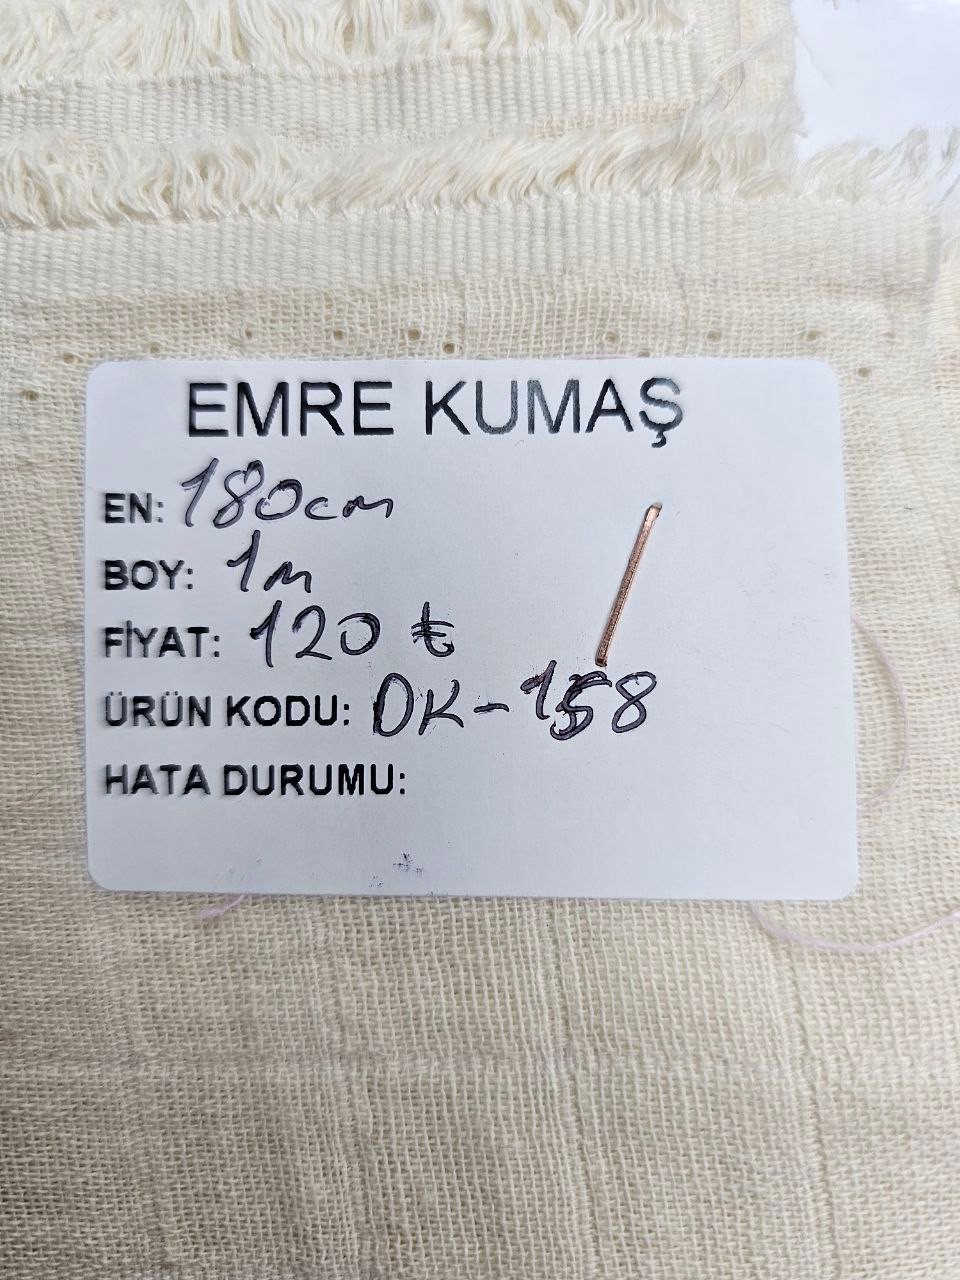 EMRE KUMAŞ
EN: 180cm
BOY: 1m
FİYAT: 120 ₺
ÜRÜN KODU: DK-158
HATA DURUMU: